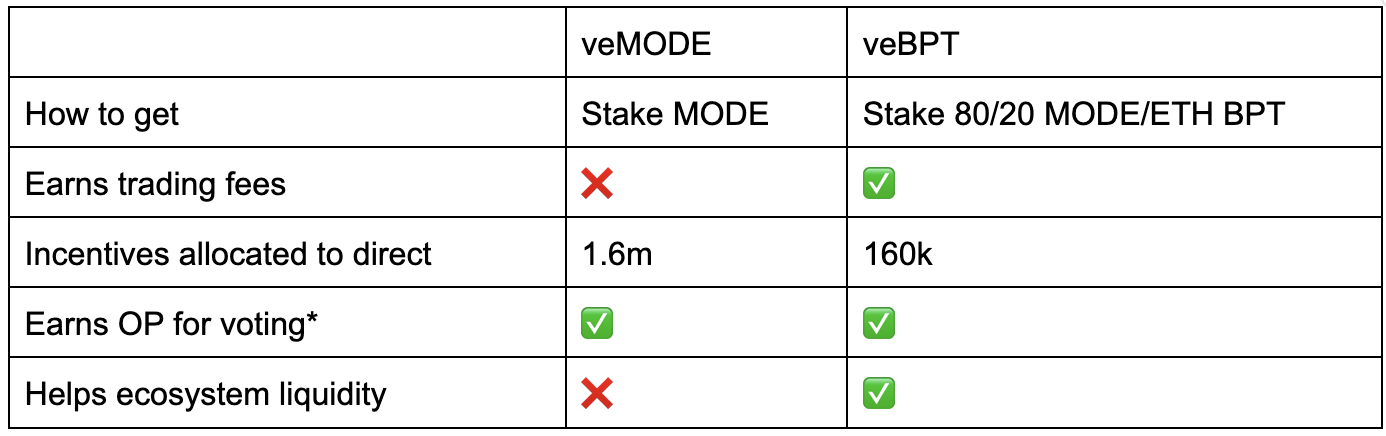 veMODE veBPT
How to get Stake MODE Stake 80/20 MODE/ETH BPT
Earns trading fees ❌ ✅
Incentives allocated to direct 1.6m 160k
Earns OP for voting* ✅ ✅
Helps ecosystem liquidity ❌ ✅